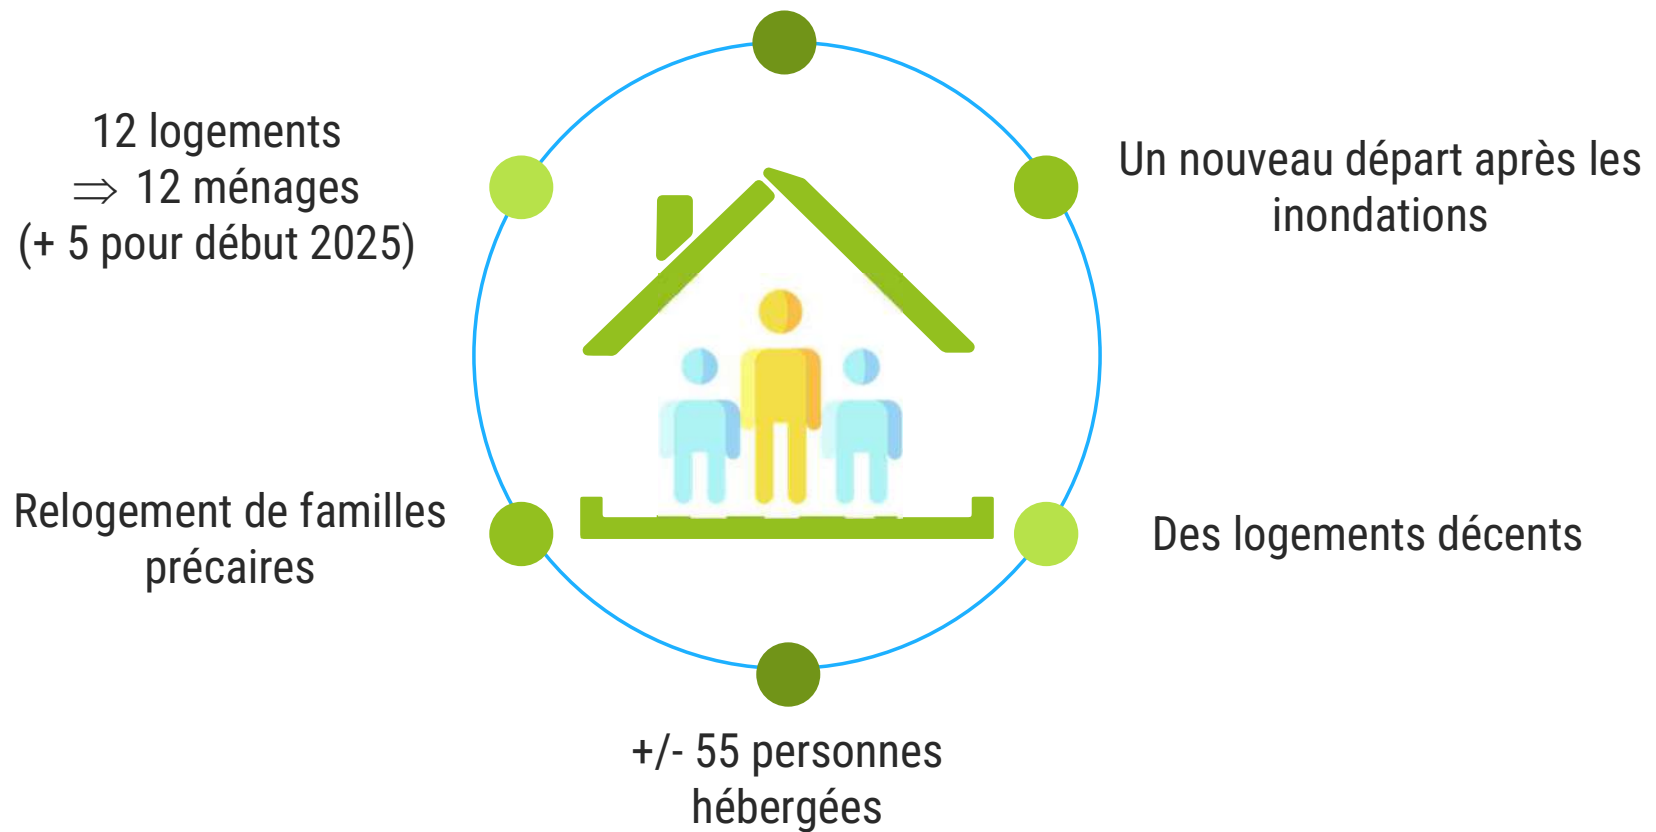 12 logements
⇒ 12 ménages
(+ 5 pour début 2025)
Un nouveau départ après les
inondations
Relogement de familles
précaires
Des logements décents
+/- 55 personnes
hébergées